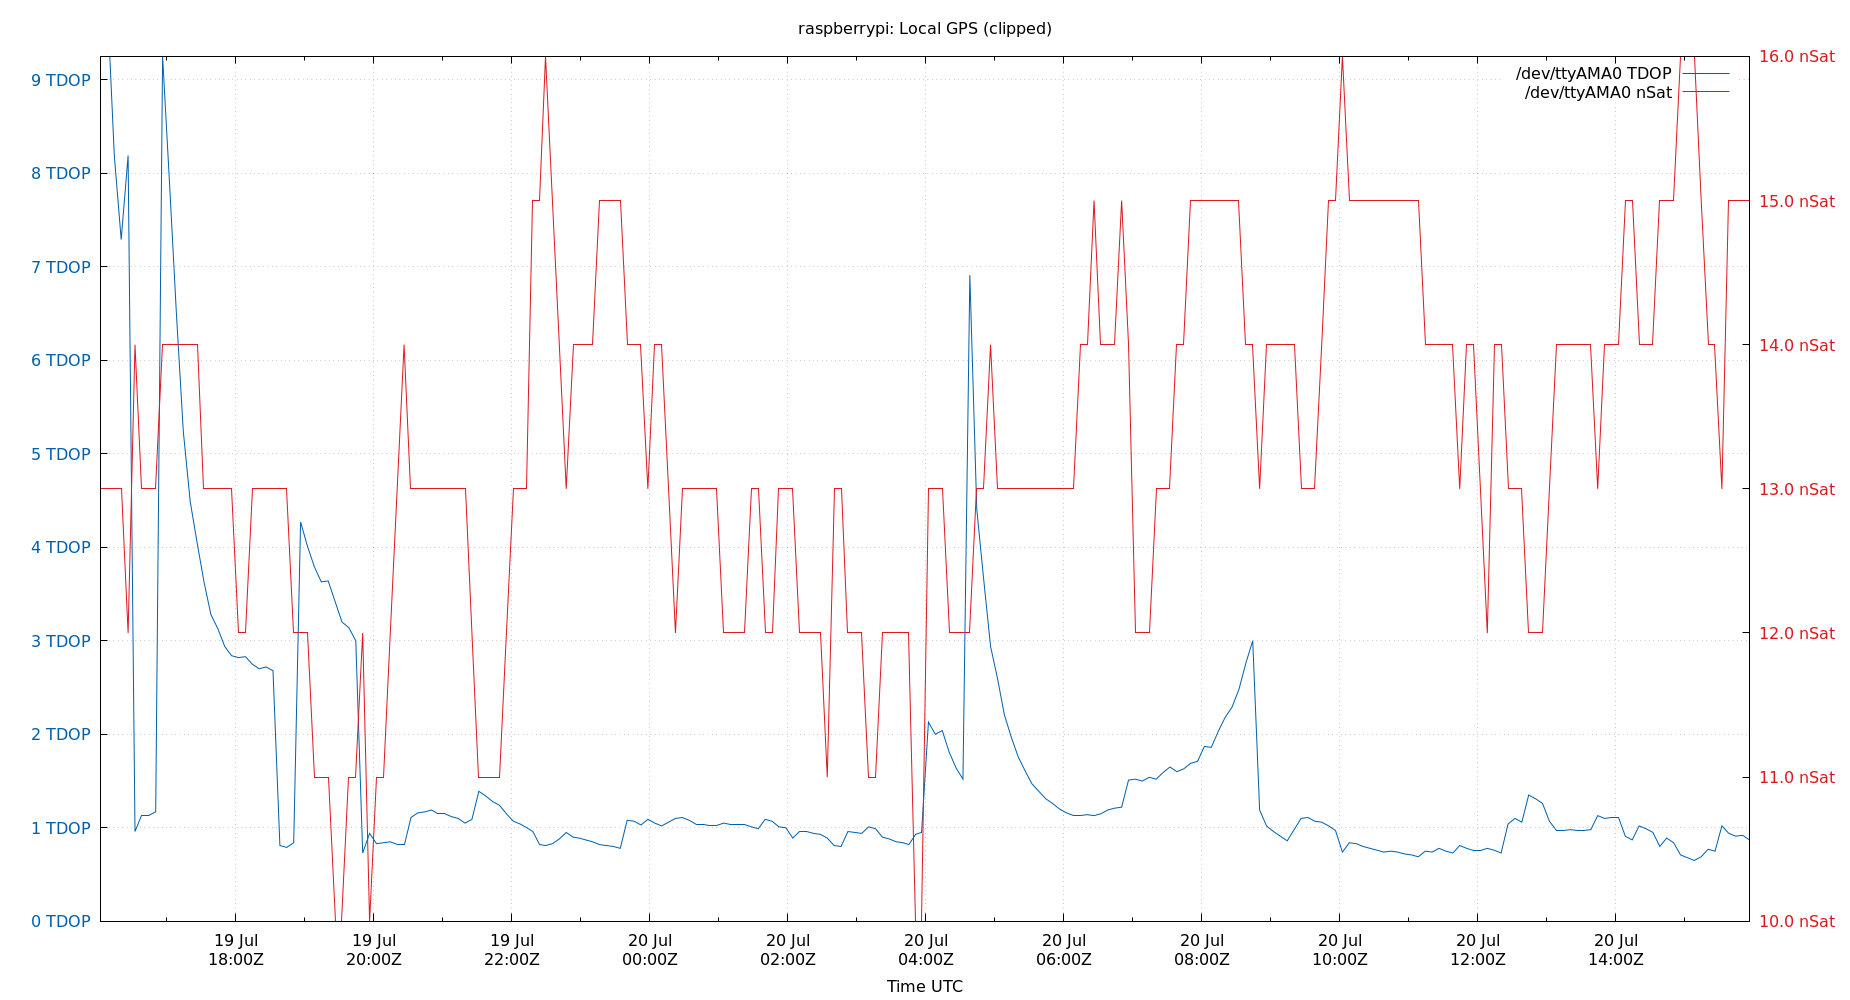 raspberrypi: Local GPS (clipped)
/dev/ttyAMA0 TDOP
/dev/ttyAMA0 nSat
9 TDOP
8 TDOP
7 TDOP
6 TDOP
5 TDOP
4 TDOP
3 TDOP
2 TDOP
1 TDOP
0 TDOP
16.0 nSat
15.0 nSat
14.0 nSat
13.0 nSat
12.0 nSat
11.0 nSat
10.0 nSat
19 Jul
18:00Z
19 Jul
20:00Z
19 Jul
22:00Z
20 Jul
00:00Z
20 Jul
02:00Z
20 Jul
04:00Z
20 Jul
06:00Z
20 Jul
08:00Z
20 Jul
10:00Z
20 Jul
12:00Z
20 Jul
14:00Z
Time UTC